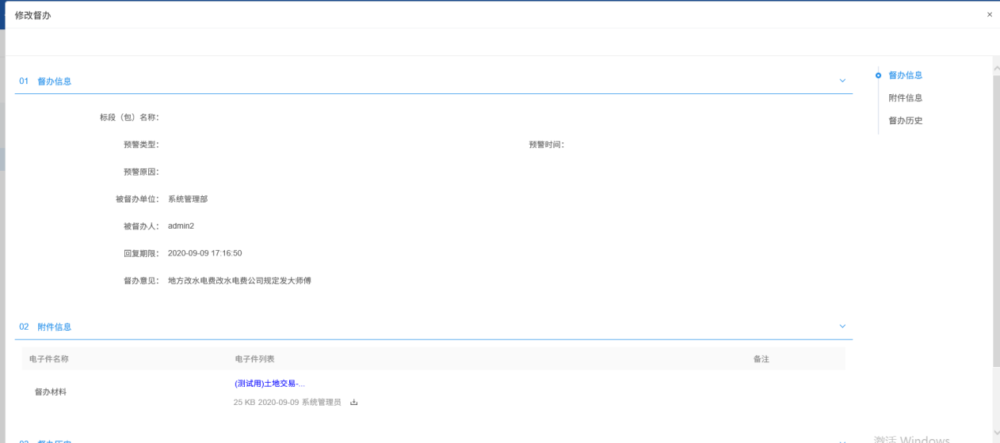 修改督办
×
01 督办信息
督办信息
附件信息
督办历史
标段（包）名称：
预警类型： 预警时间：
预警原因：
被督办单位： 系统管理部
被督办人： admin2
回复期限： 2020-09-09 17:16:50
督办意见： 地方改水电费改水电费公司规定发大师傅
02 附件信息
电子件名称 电子件列表 备注
督办材料
(测试用)土地交易-...
25 KB 2020-09-09 系统管理员
03 督办历史
激活 Windows